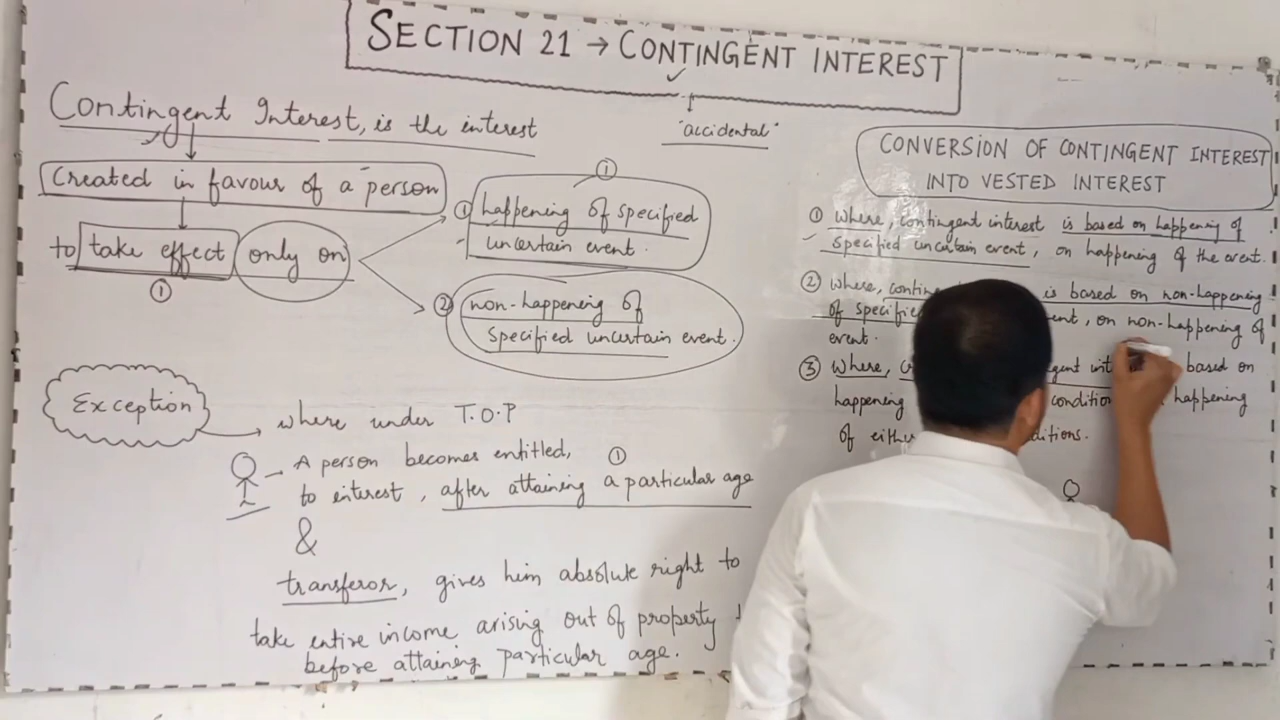 SECTION 21 → CONTINGENT INTEREST
"accidental"
Contingent Interest, is the interest
Created in favour of a person
to take effect only on
①
①
① happening of specified
uncertain event.
② non-happening of
specified uncertain event.
Exception
where under T.O.P
A person becomes entitled, ①
to interest, after attaining a particular age
&
transferor, gives him absolute right to
take entire income arising out of property
before attaining particular age.
CONVERSION OF CONTINGENT INTEREST
INTO VESTED INTEREST
① where, contingent interest is based on happening of
specified uncertain event, on happening of the event.
② where, is based on non-happening
of on non-happening of
event.
③ where, based on
happening happening
of